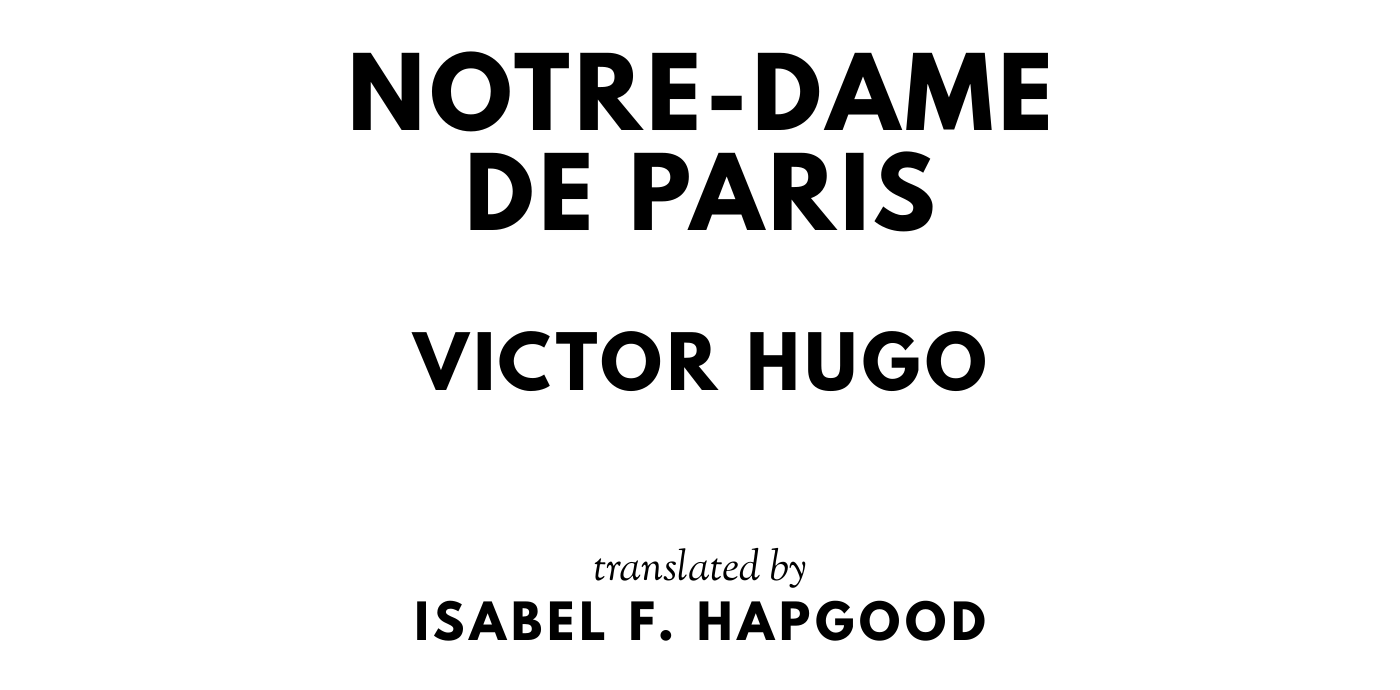 NOTRE-DAME
DE PARIS
VICTOR HUGO
translated by
ISABEL F. HAPGOOD